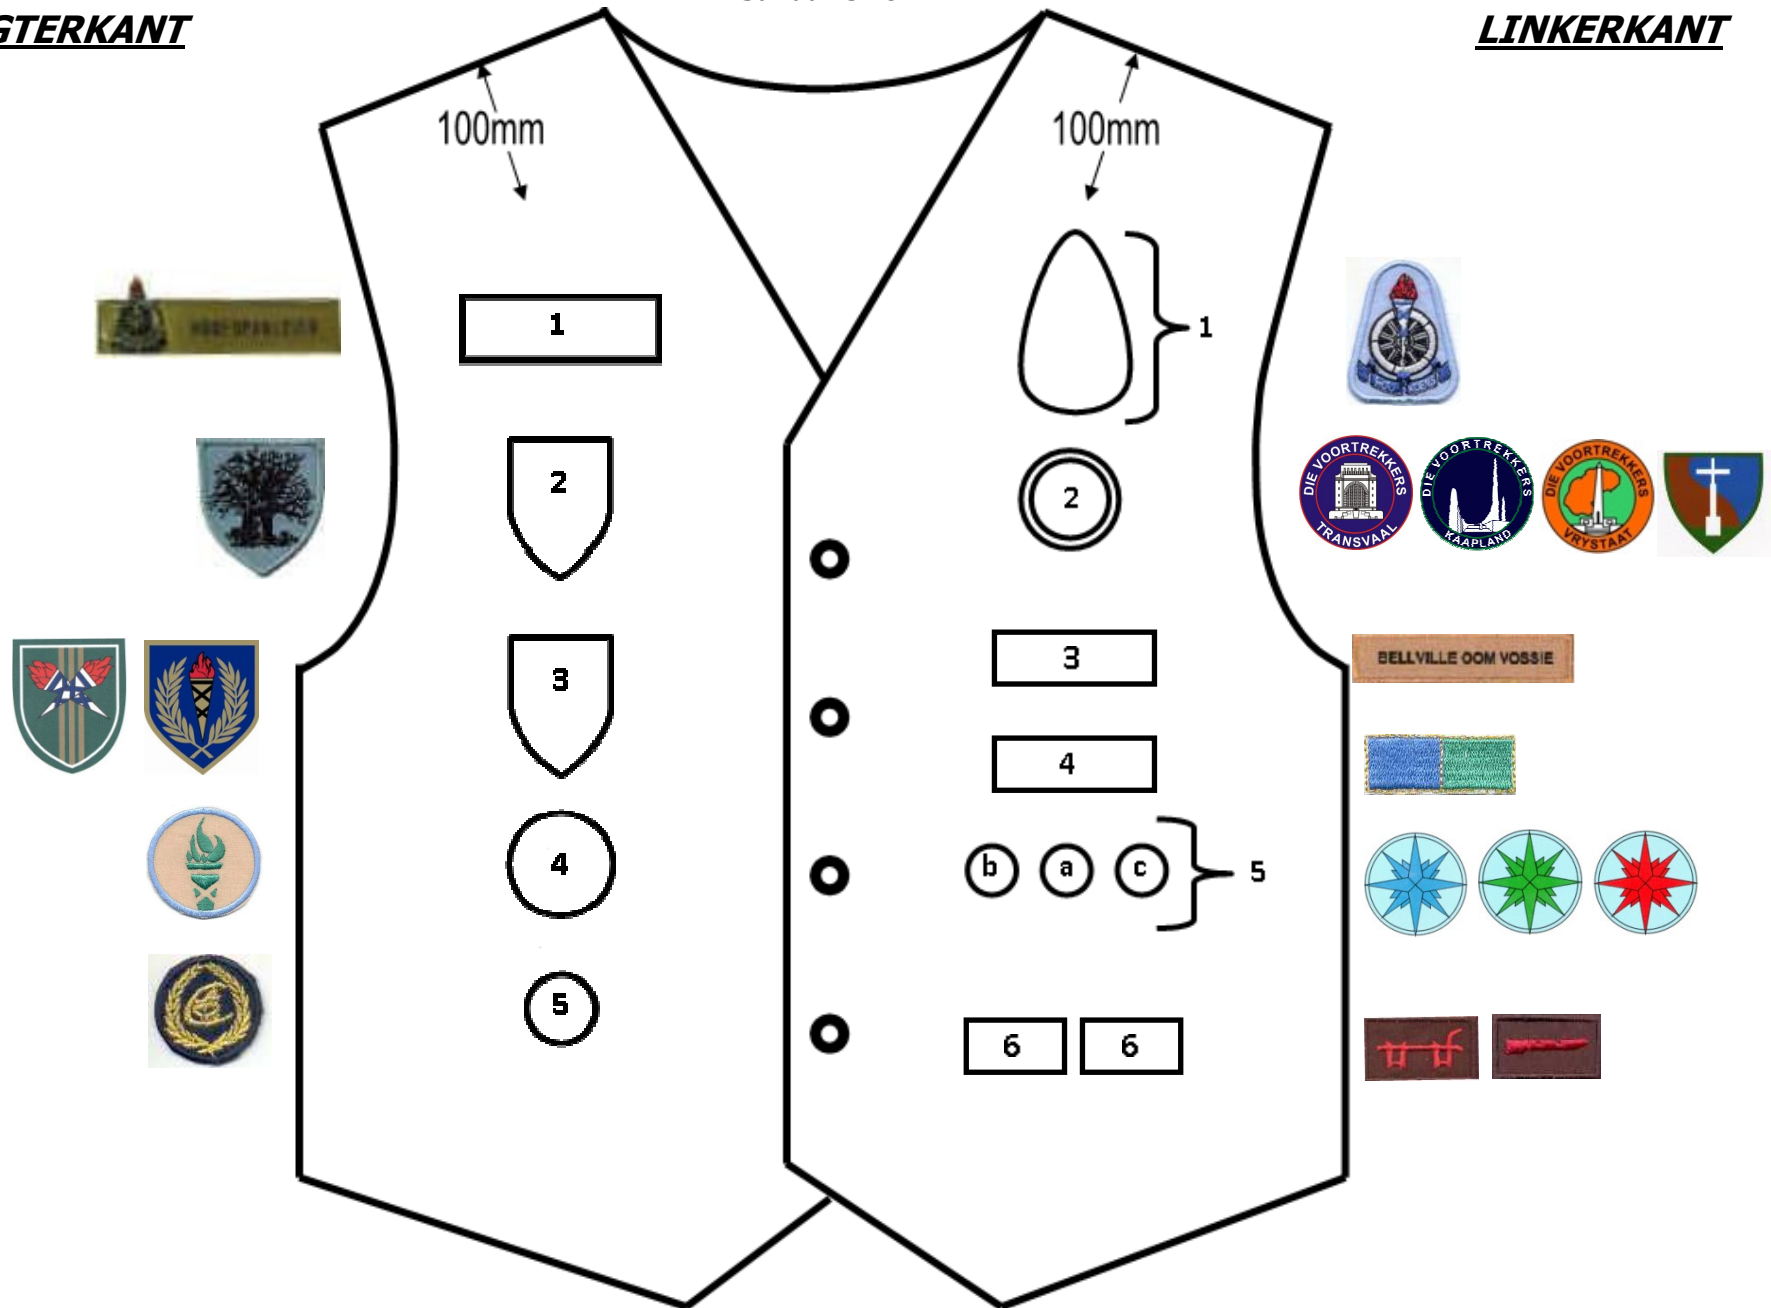 GTERKANT
LINKERKANT
100mm
100mm
1
1
2
DIE VOORTREKKERS
TRANSVAAL
DIE VOORTREKKERS
KAAPLAND
DIE VOORTREKKERS
VRYSTAAT
2
3
BELLVILLE OOM VOSSIE
3
4
4
b
a
c
5
5
6
6